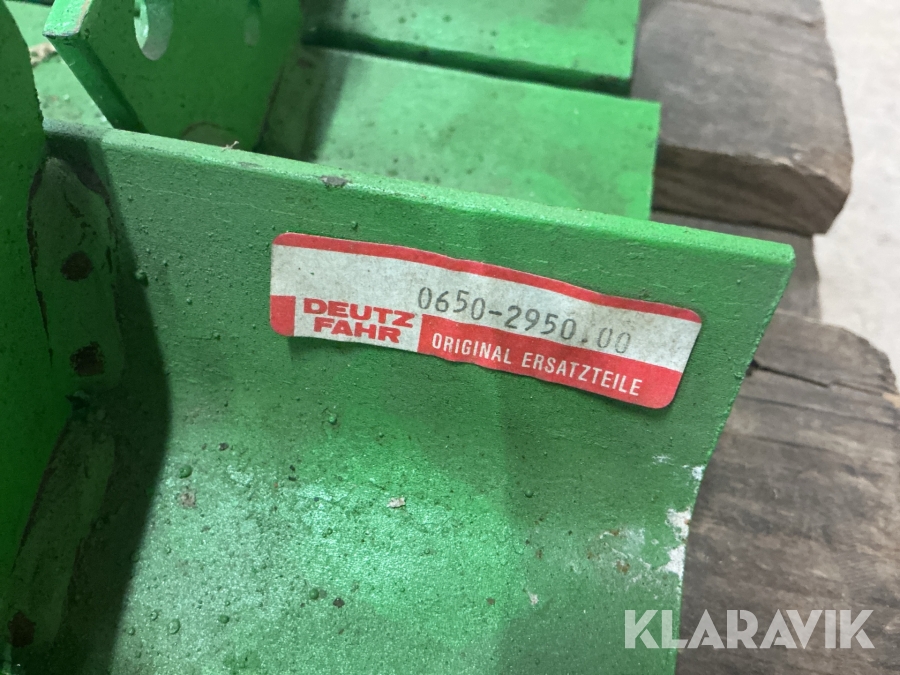 0650-2950.00
DEUTZ
FAHR
ORIGINAL ERSATZTEILE
KLARAVIK